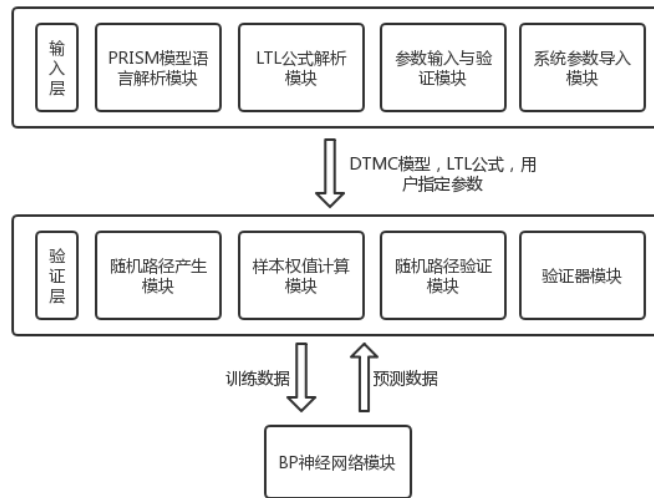 输
入
层
PRISM模型语
言解析模块
LTL公式解析
模块
参数输入与验
证模块
系统参数导入
模块
DTMC模型，LTL公式，用
户指定参数
验
证
层
随机路径产生
模块
样本权值计算
模块
随机路径验证
模块
验证器模块
训练数据
预测数据
BP神经网络模块